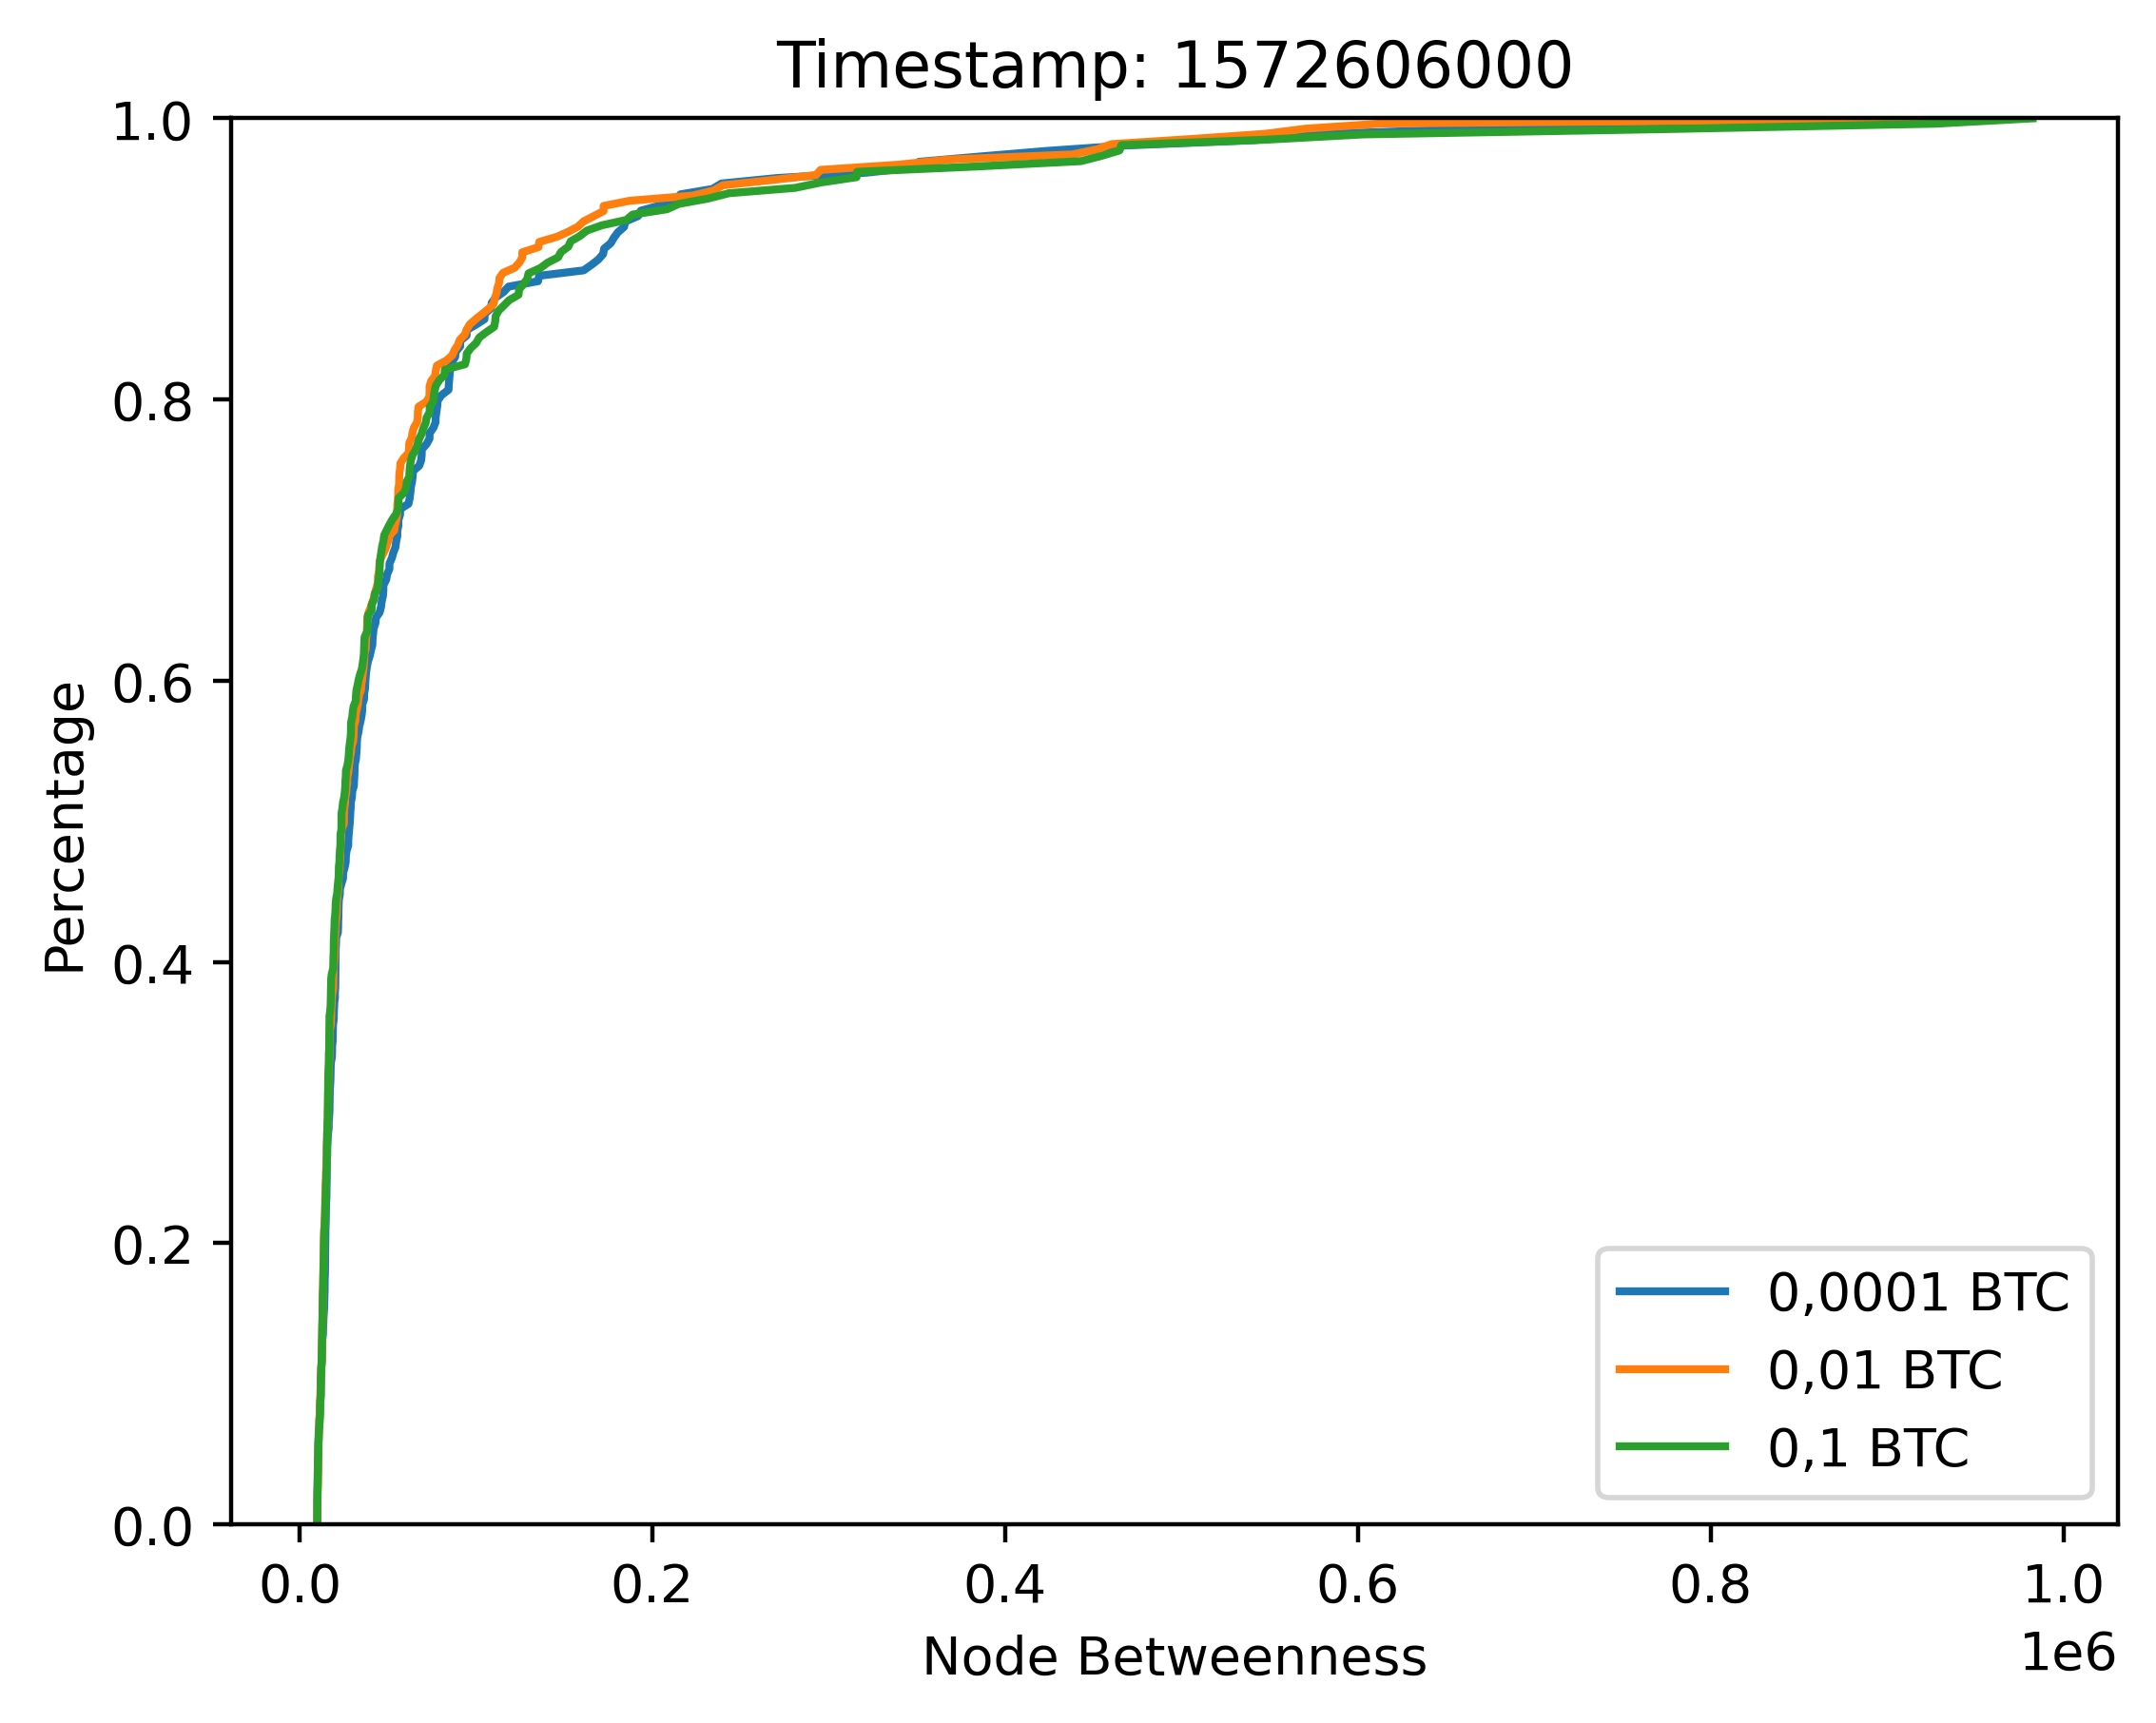 Timestamp: 1572606000
Percentage
1.0
0.8
0.6
0.4
0.2
0.0
0.0 0.2 0.4 0.6 0.8 1.0
1e6
Node Betweenness
0,0001 BTC
0,01 BTC
0,1 BTC